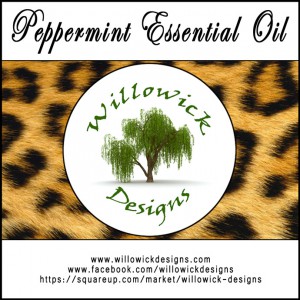 Peppermint Essential Oil
Willowick
Designs
www.willowickdesigns.com
www.facebook.com/willowickdesigns
https://squareup.com/market/willowick-designs